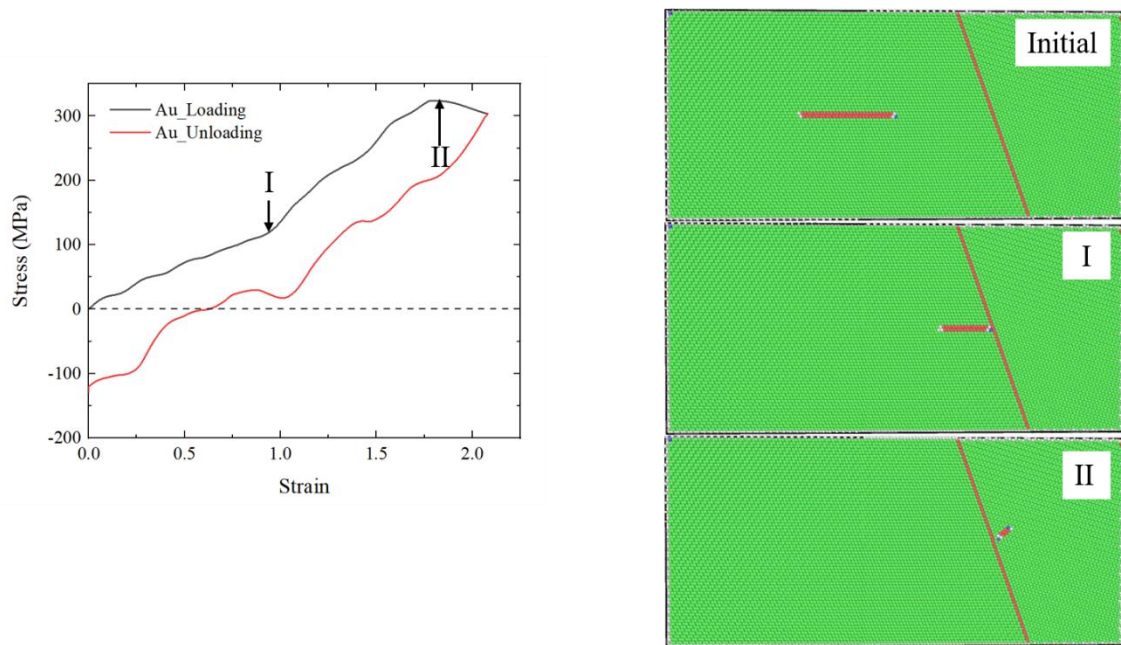 Au_Loading
Au_Unloading
I
II
Stress (MPa)
300
200
100
0
-100
-200
0.0 0.5 1.0 1.5 2.0
Strain
Initial
I
II